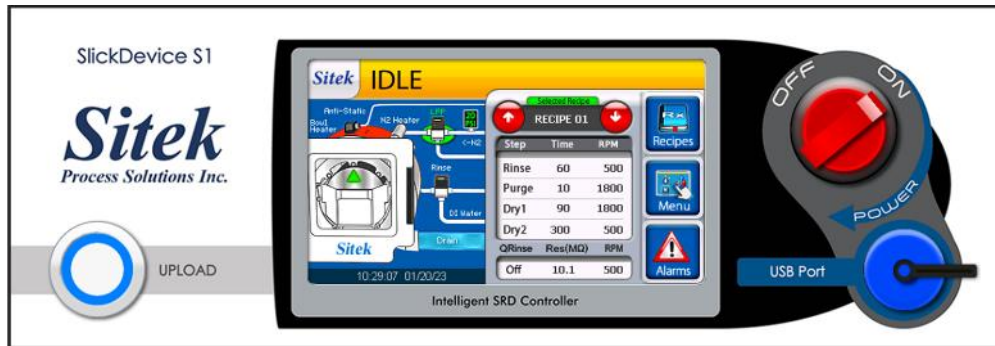 SlickDevice S1
Sitek
Process Solutions Inc.
UPLOAD
Sitek IDLE
Anti-Static
Bowl
Heater
N2 Heater
LFP
20
PSI
<-N2
Rinse
DI Water
Drain
Sitek
10:29:07 01/20/23
Selected Recipe
RECIPE 01
Step Time RPM
Rinse 60 500
Purge 10 1800
Dry1 90 1800
Dry2 300 500
QRinse Res(MΩ) RPM
Off 10.1 500
Rx
Recipes
Menu
Alarms
Intelligent SRD Controller
OFF
ON
POWER
USB Port